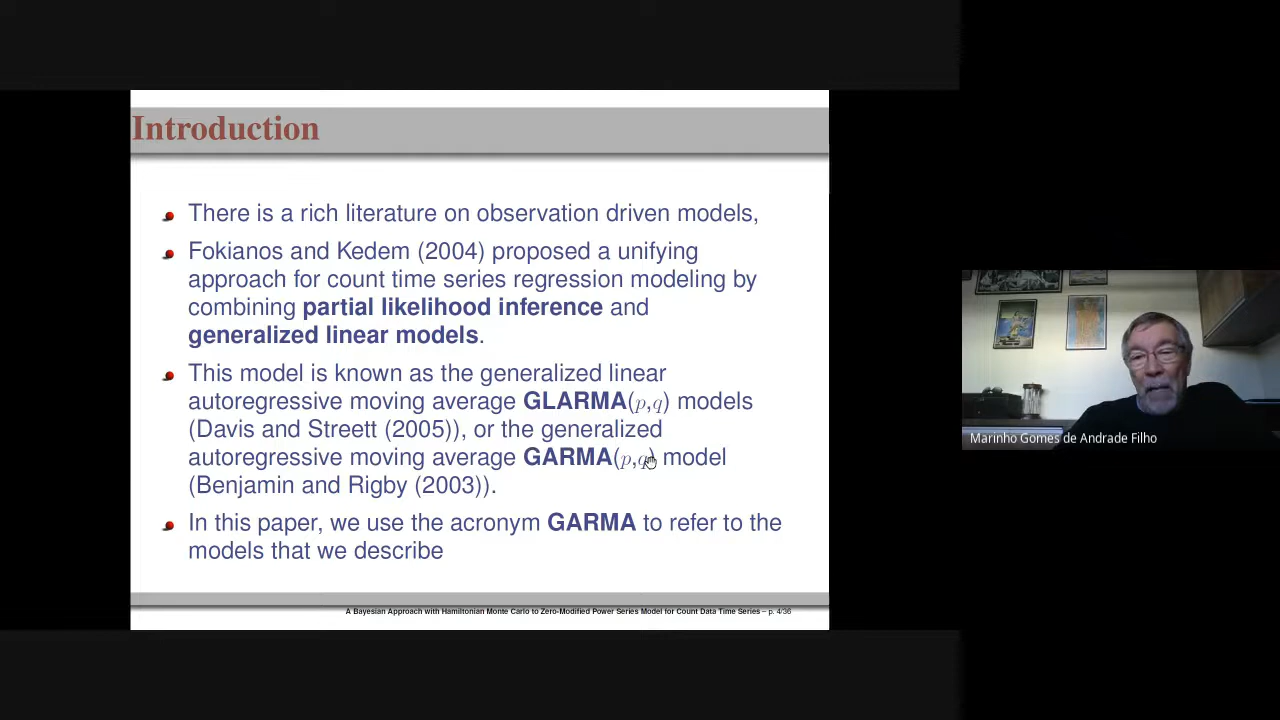 Introduction
There is a rich literature on observation driven models,
Fokianos and Kedem (2004) proposed a unifying
approach for count time series regression modeling by
combining partial likelihood inference and
generalized linear models.
This model is known as the generalized linear
autoregressive moving average GLARMA(p,q) models
(Davis and Streett (2005)), or the generalized
autoregressive moving average GARMA(p,q) model
(Benjamin and Rigby (2003)).
In this paper, we use the acronym GARMA to refer to the
models that we describe
A Bayesian Approach with Hamiltonian Monte Carlo to Zero-Modified Power Series Model for Count Data Time Series – p. 4/36
Marinho Gomes de Andrade Filho